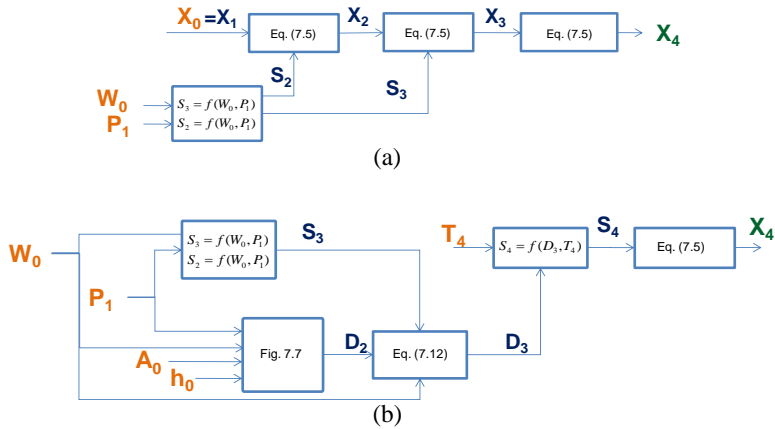 X₀ =X₁
Eq. (7.5)
X₂
Eq. (7.5)
X₃
Eq. (7.5)
X₄
S₂
S₃
W₀
P₁
S₃ = f(W₀, P₁)
S₂ = f(W₀, P₁)
(a)
W₀
S₃ = f(W₀, P₁)
S₂ = f(W₀, P₁)
S₃
T₄
S₄ = f(D₃, T₄)
S₄
Eq. (7.5)
X₄
P₁
A₀
h₀
Fig. 7.7
D₂
Eq. (7.12)
D₃
(b)